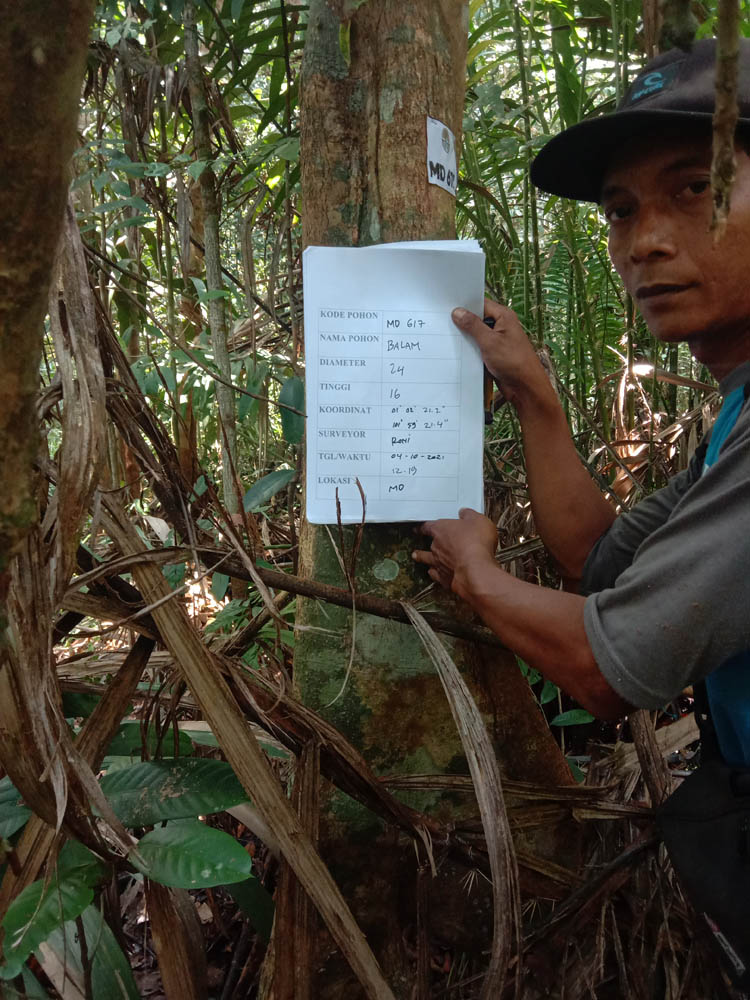 MD 617
KODE POHON MD 617
NAMA POHON BALAM
DIAMETER 24
TINGGI 16
KOORDINAT 01° 02' 21.2"
101° 59' 21.4"
SURVEYOR Roni
TGL/WAKTU 04-10-2021
12.19
LOKASI MD